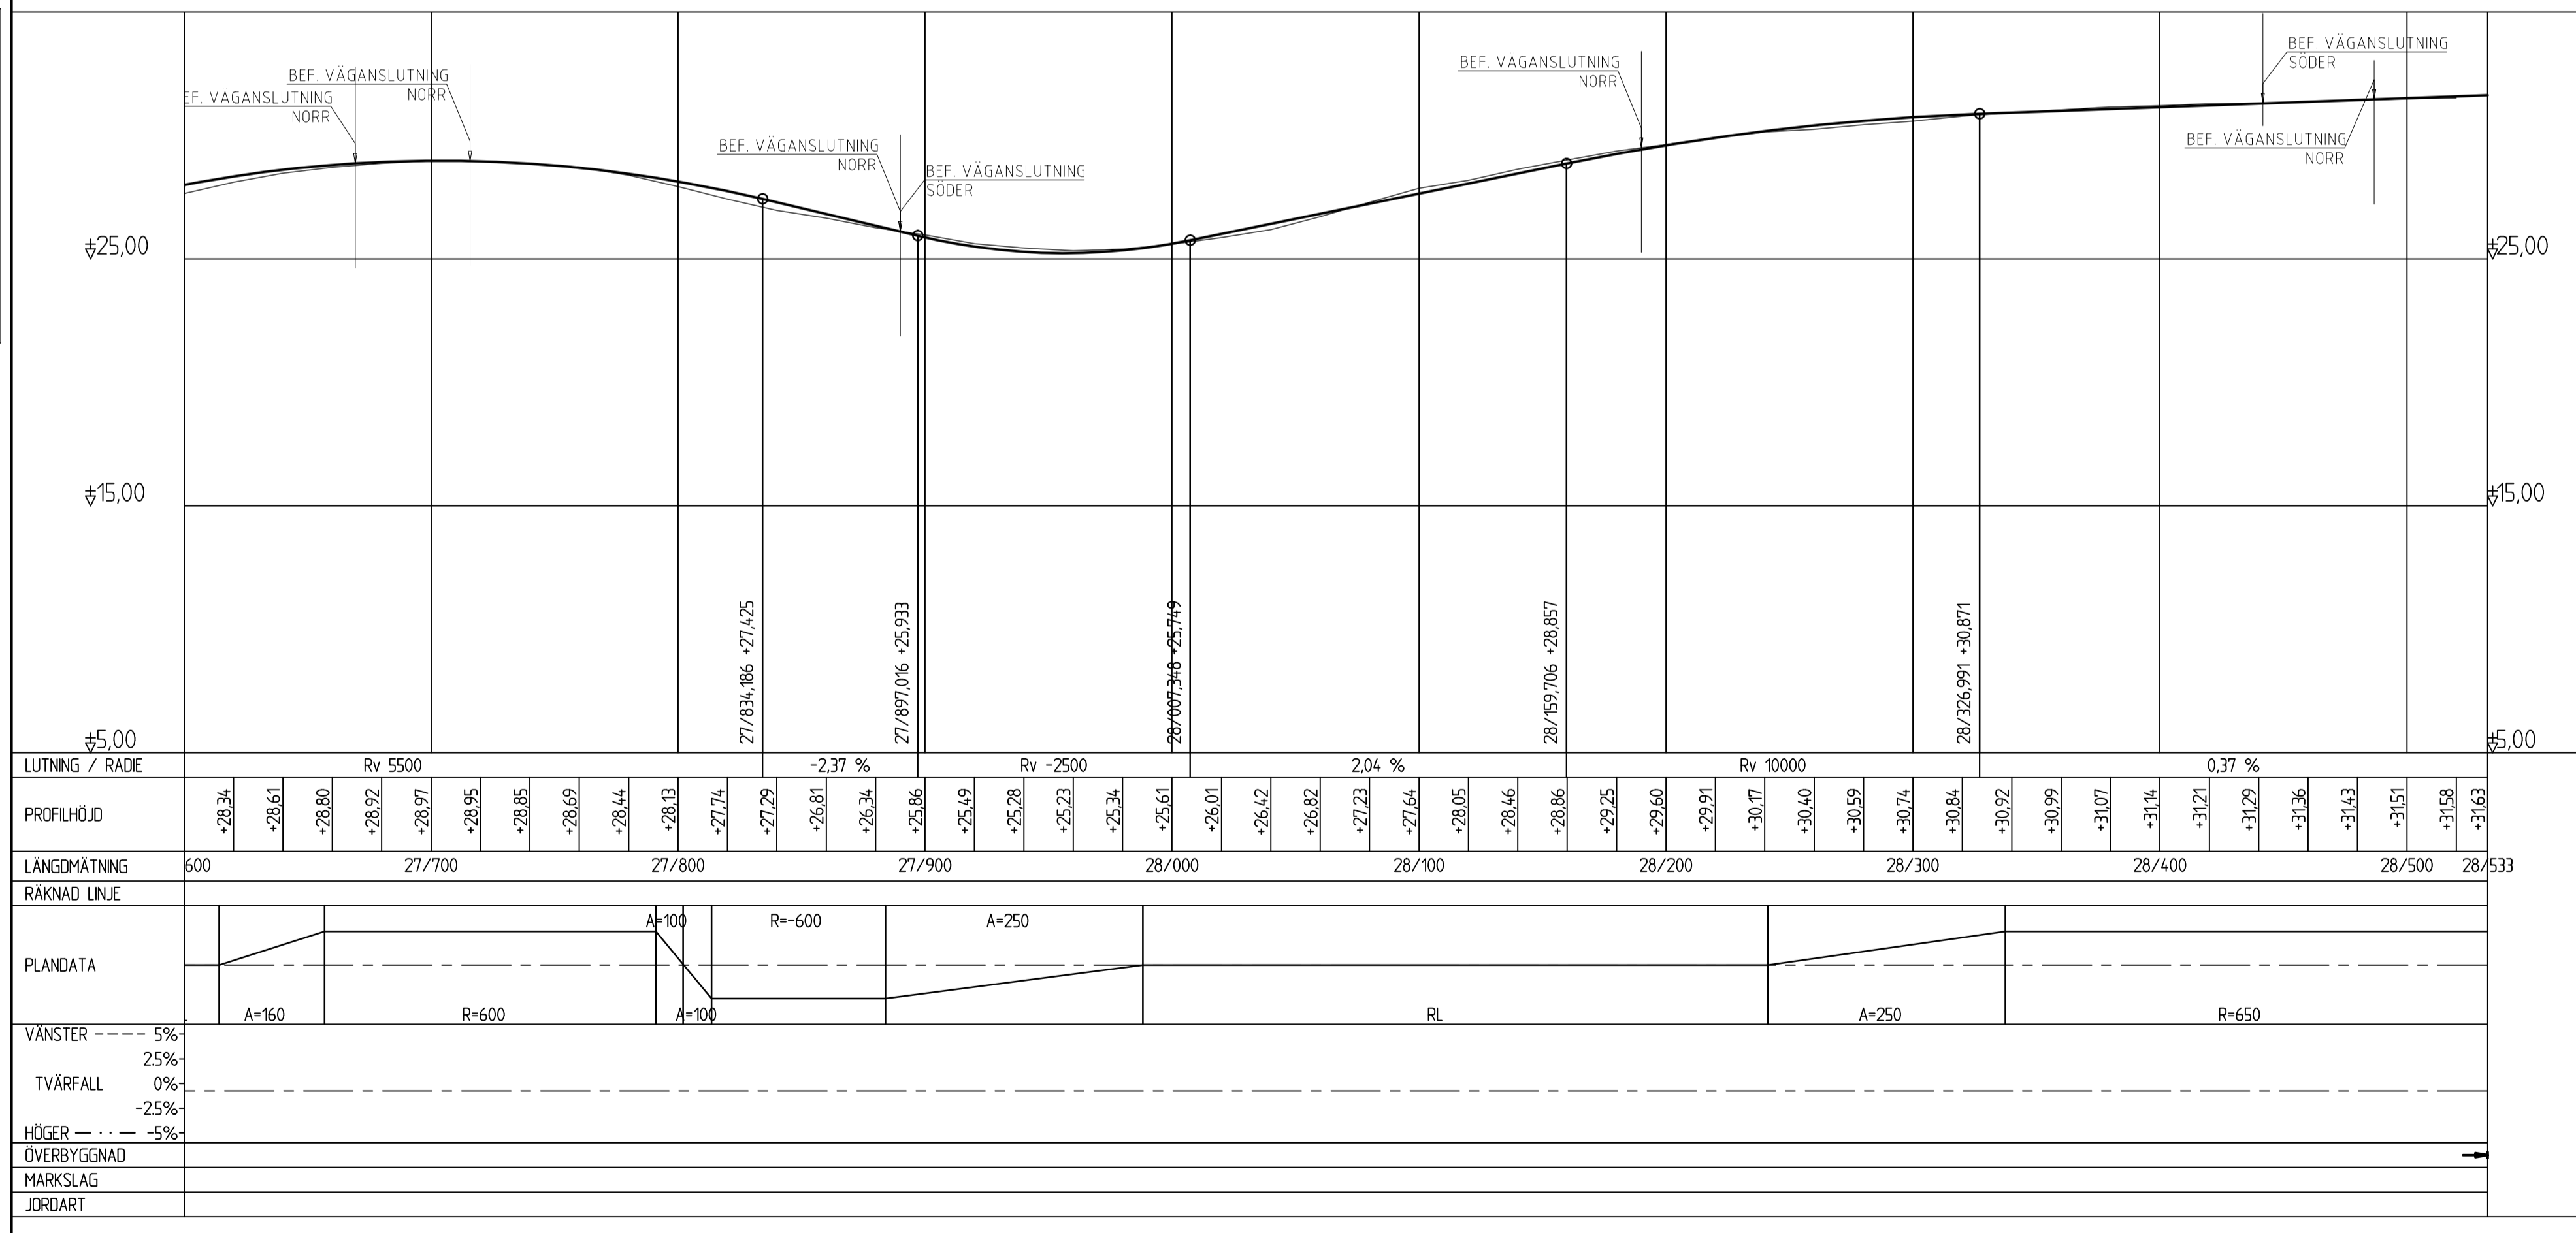 BEF. VÄGANSLUTNING
NORR
EF. VÄGANSLUTNING
NORR
BEF. VÄGANSLUTNING
NORR
BEF. VÄGANSLUTNING
SÖDER
BEF. VÄGANSLUTNING
NORR
BEF. VÄGANSLUTNING
SÖDER
BEF. VÄGANSLUTNING
NORR
±25,00 ±25,00
±15,00 ±15,00
±5,00 ±5,00
27/834,186 +27,425
27/897,016 +25,933
28/007,348 +25,749
28/159,706 +28,857
28/326,991 +30,871
LUTNING / RADIE Rv 5500 -2,37 % Rv -2500 2,04 % Rv 10000 0,37 %
PROFILHÖJD +28,34 +28,61 +28,80 +28,92 +28,97 +28,95 +28,85 +28,69 +28,44 +28,13 +27,74 +27,29 +26,81 +26,34 +25,86 +25,49 +25,28 +25,23 +25,34 +25,61 +26,01 +26,42 +26,82 +27,23 +27,64 +28,05 +28,46 +28,86 +29,25 +29,60 +29,91 +30,17 +30,40 +30,59 +30,74 +30,84 +30,92 +30,99 +31,07 +31,14 +31,21 +31,29 +31,36 +31,43 +31,51 +31,58 +31,63
LÄNGDMÄTNING 600 27/700 27/800 27/900 28/000 28/100 28/200 28/300 28/400 28/500 28/533
RÄKNAD LINJE
A=100 R=-600 A=250
PLANDATA
A=160 R=600 A=100 RL A=250 R=650
VÄNSTER 5%
2.5%
TVÄRFALL 0%
-2.5%
HÖGER -5%
ÖVERBYGGNAD
MARKSLAG
JORDART